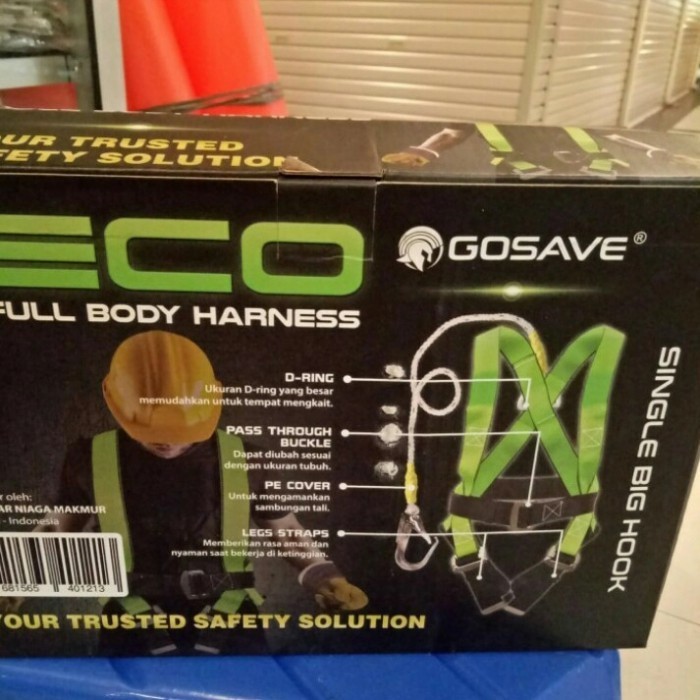 OUR TRUSTED
SAFETY SOLUTION
ECO
FULL BODY HARNESS
GOSAVE®
D-RING
Ukuran D-ring yang besar
memudahkan untuk tempat mengkait.
PASS THROUGH
BUCKLE
Dapat diubah sesuai
dengan ukuran tubuh.
PE COVER
Untuk mengamankan
sambungan tali.
LEGS STRAPS
Memberikan rasa aman dan
nyaman saat bekerja di ketinggian.
SINGLE BIG HOOK
r oleh:
AR NIAGA MAKMUR
- Indonesia
681565 401213
YOUR TRUSTED SAFETY SOLUTION